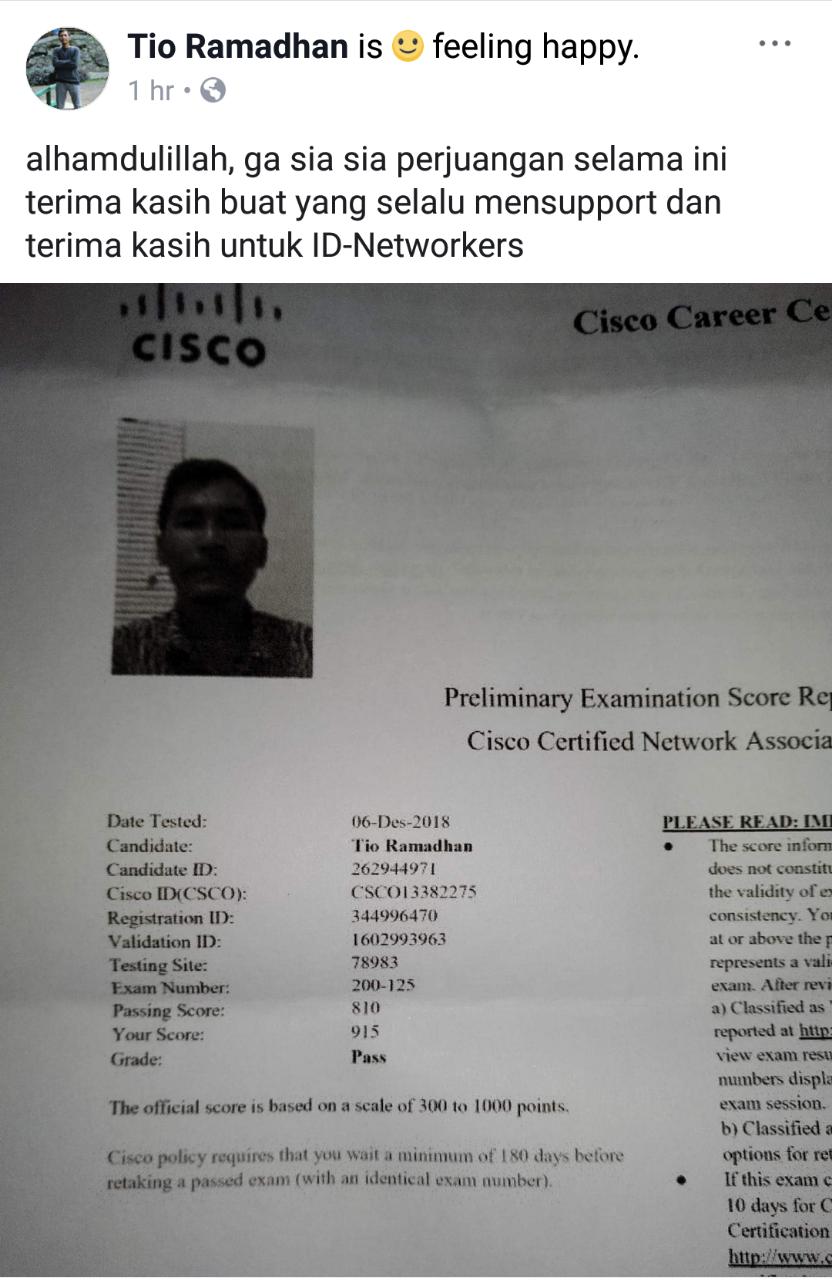 Tio Ramadhan is feeling happy.
1 hr
alhamdulillah, ga sia sia perjuangan selama ini
terima kasih buat yang selalu mensupport dan
terima kasih untuk ID-Networkers
CISCO
Cisco Career Ce
Preliminary Examination Score Rep
Cisco Certified Network Associa
Date Tested: 06-Des-2018
Candidate: Tio Ramadhan
Candidate ID: 262944971
Cisco ID(CSCO): CSCO13382275
Registration ID: 344996470
Validation ID: 1602993963
Testing Site: 78983
Exam Number: 200-125
Passing Score: 810
Your Score: 915
Grade: Pass
The official score is based on a scale of 300 to 1000 points.
Cisco policy requires that you wait a minimum of 180 days before
retaking a passed exam (with an identical exam number).
PLEASE READ: IM
The score inform
does not constitu
the validity of ex
consistency. You
at or above the p
represents a vali
exam. After revi
a) Classified as
reported at http:
view exam resu
numbers displa
exam session.
b) Classified a
options for ret
If this exam c
10 days for C
Certification
http://www.c